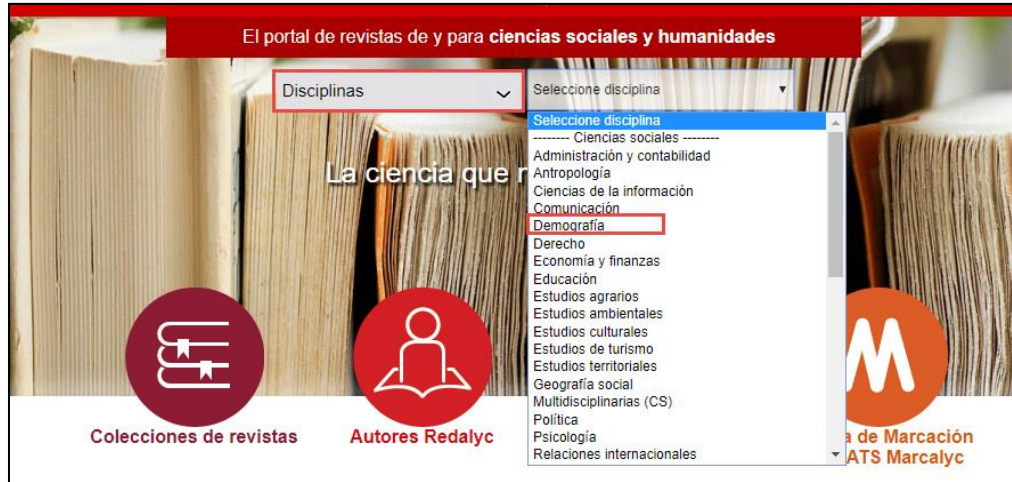 El portal de revistas de y para ciencias sociales y humanidades
Disciplinas
Seleccione disciplina
Seleccione disciplina
-------- Ciencias sociales --------
Administración y contabilidad
Antropología
Ciencias de la información
Comunicación
Demografía
Derecho
Economía y finanzas
Educación
Estudios agrarios
Estudios ambientales
Estudios culturales
Estudios de turismo
Estudios territoriales
Geografía social
Multidisciplinarias (CS)
Política
Psicología
Relaciones internacionales
La ciencia que
Colecciones de revistas
Autores Redalyc
M
de Marcación
ATS Marcalyc